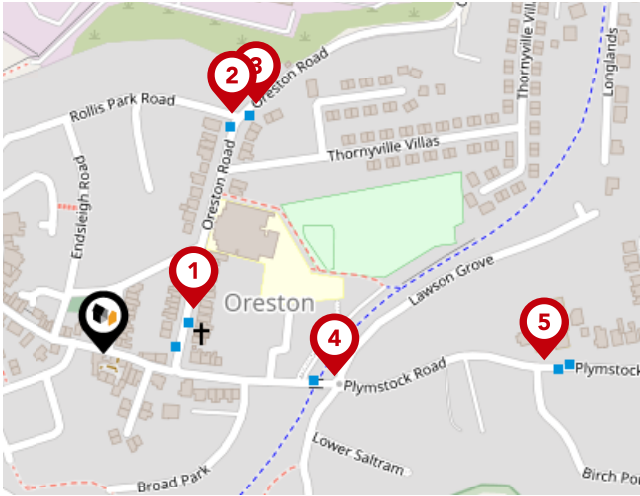 Thornyville Vill
Longlands
2
3
Oreston Road
Rollis Park Road
Thornyville Villas
Endsleigh Road
Oreston Road
1
Lawson Grove
Oreston
4
5
Plymstock Road
Plymstock
Lower Saltram
Birch Po
Broad Park